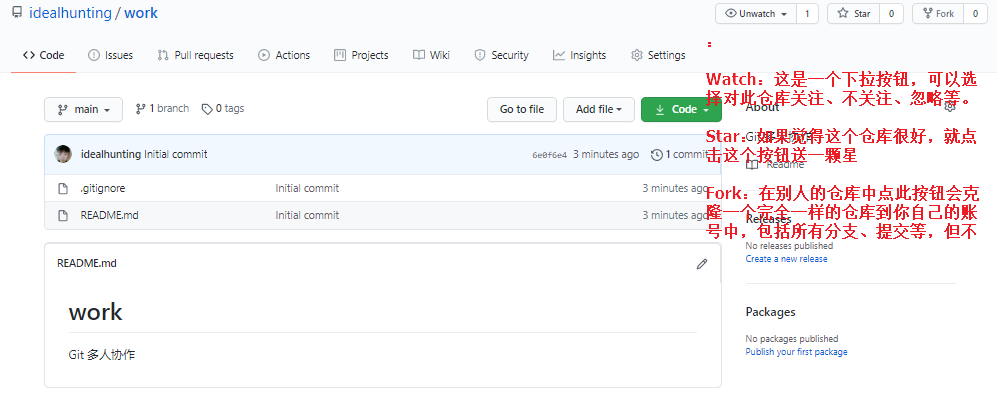 idealhunting / work
Unwatch 1 Star 0 Fork 0
Code Issues Pull requests Actions Projects Wiki Security Insights Settings
:
Watch：这是一个下拉按钮，可以选
择对此仓库关注、不关注、忽略等。
Star：如果觉得这个仓库很好，就点
击这个按钮送一颗星
Fork：在别人的仓库中点此按钮会克
隆一个完全一样的仓库到你自己的账
号中，包括所有分支、提交等，但不
main 1 branch 0 tags Go to file Add file Code
idealhunting Initial commit 6e0f6e4 3 minutes ago 1 commit
.gitignore Initial commit 3 minutes ago
README.md Initial commit 3 minutes ago
README.md
work
Git 多人协作
About
Readme
Releases
No releases published
Create a new release
Packages
No packages published
Publish your first package